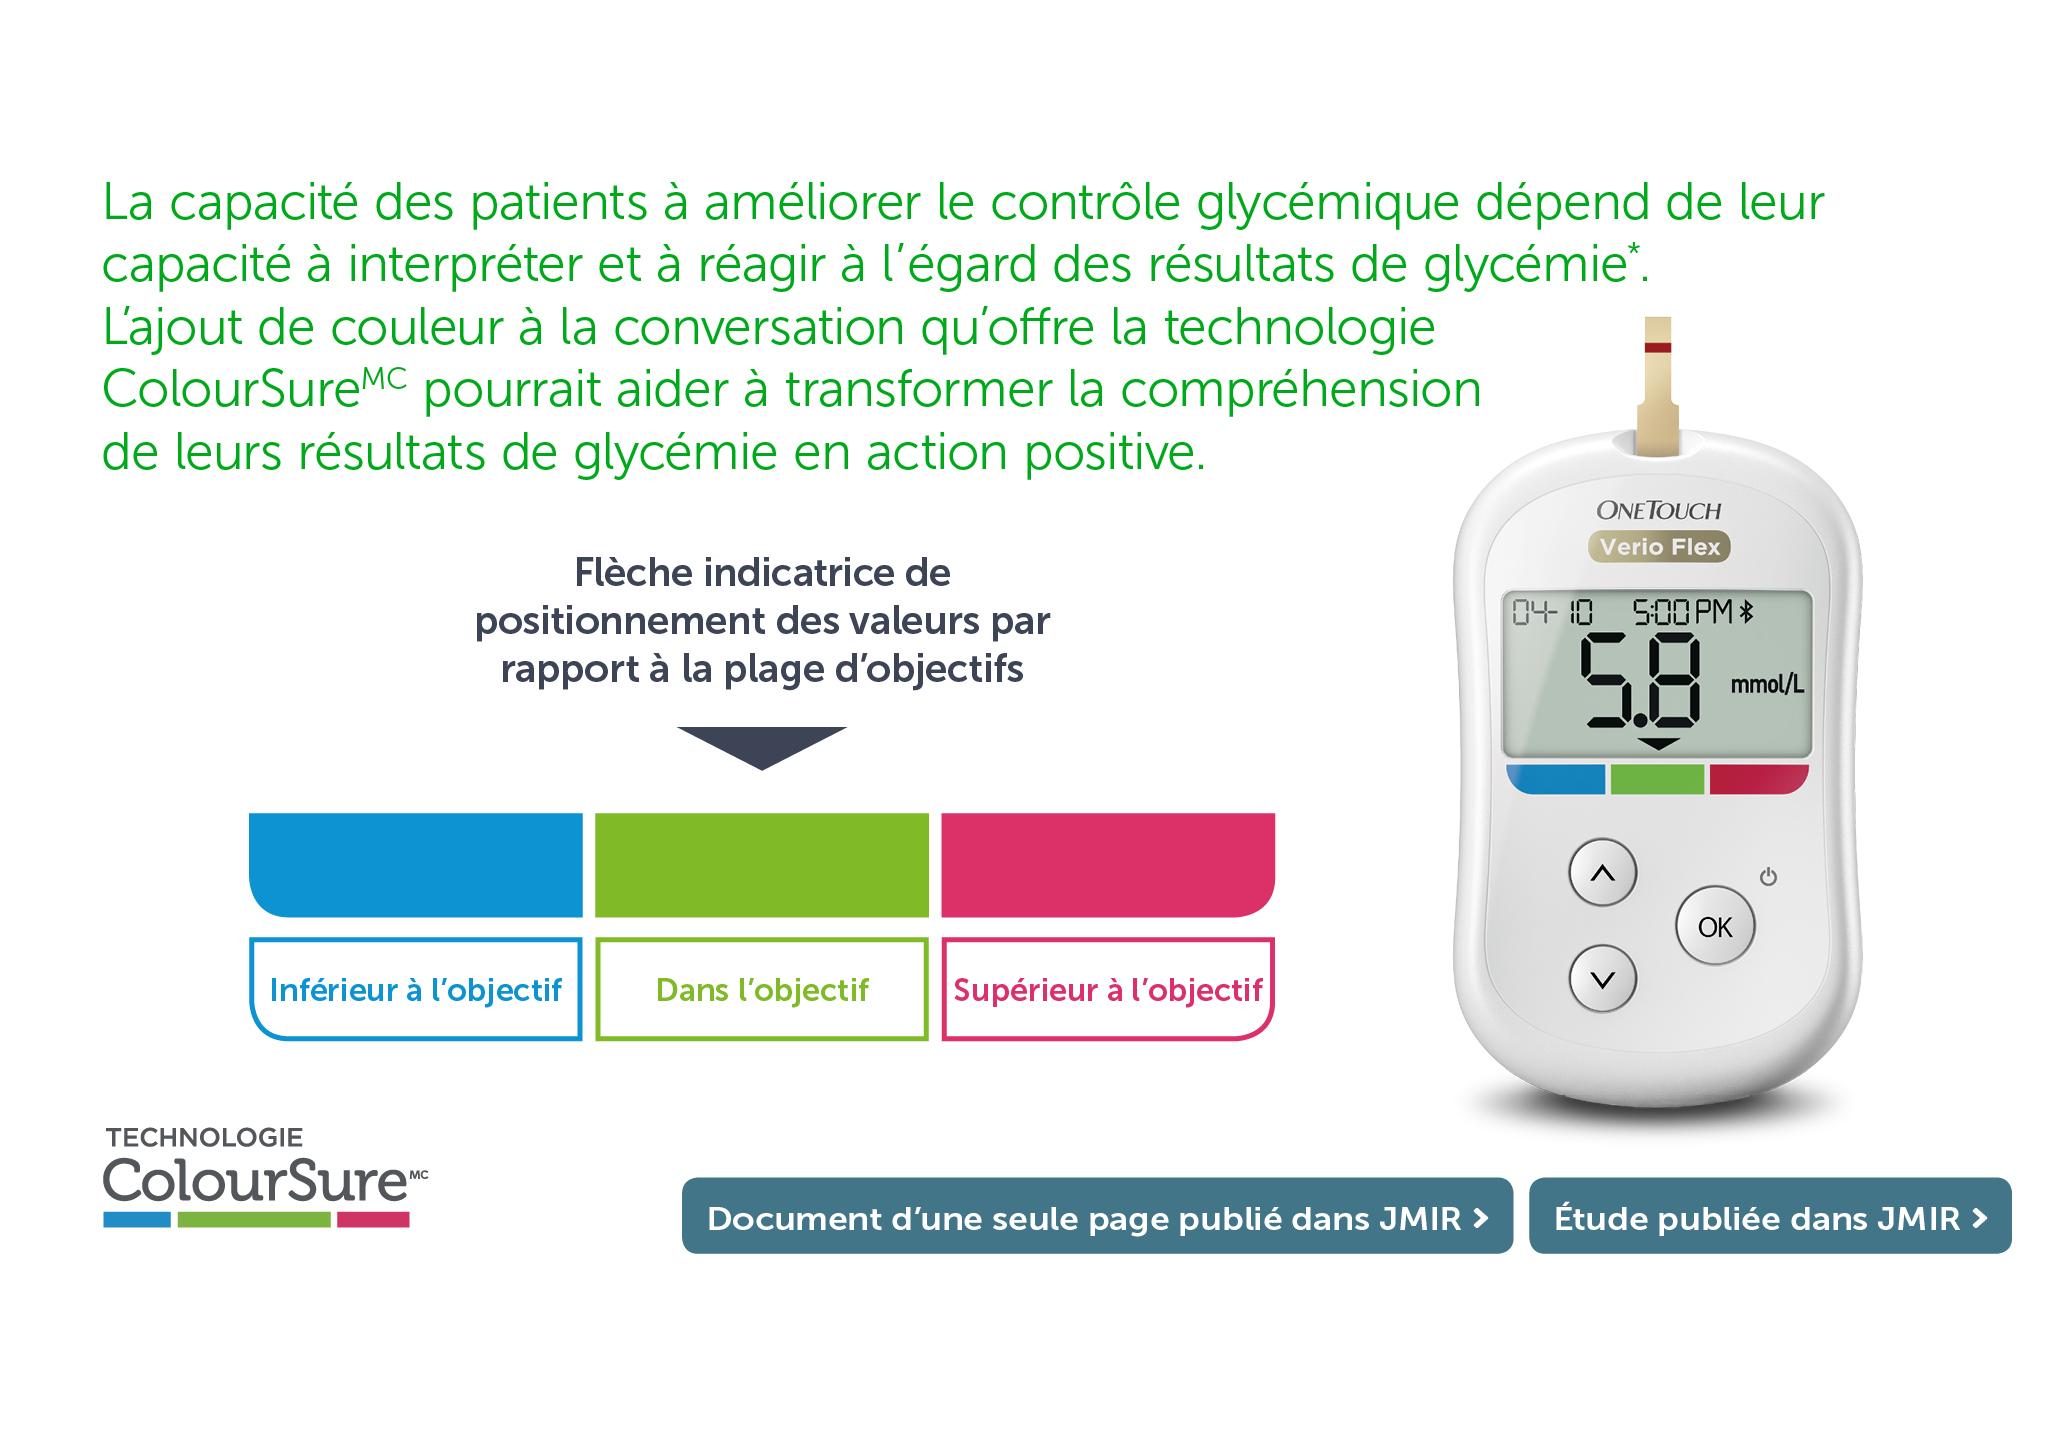 La capacité des patients à améliorer le contrôle glycémique dépend de leur
capacité à interpréter et à réagir à l’égard des résultats de glycémie*.
L’ajout de couleur à la conversation qu’offre la technologie
ColourSureMC pourrait aider à transformer la compréhension
de leurs résultats de glycémie en action positive.
Flèche indicatrice de
positionnement des valeurs par
rapport à la plage d’objectifs
Inférieur à l’objectif
Dans l’objectif
Supérieur à l’objectif
ONETOUCH
Verio Flex
04-10 5:00 PM
5.8 mmol/L
OK
TECHNOLOGIE
ColourSureMC
Document d’une seule page publié dans JMIR >
Étude publiée dans JMIR >